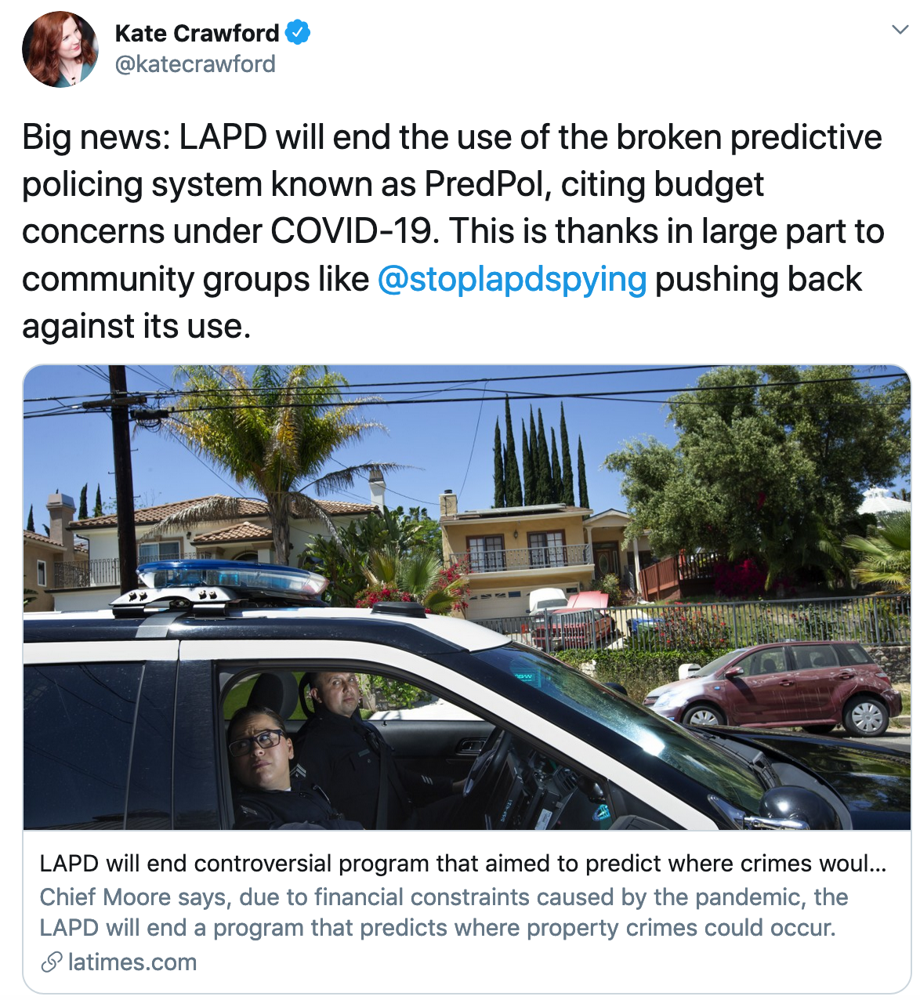 Kate Crawford
@katecrawford
Big news: LAPD will end the use of the broken predictive
policing system known as PredPol, citing budget
concerns under COVID-19. This is thanks in large part to
community groups like @stoplapdspying pushing back
against its use.
LAPD will end controversial program that aimed to predict where crimes woul...
Chief Moore says, due to financial constraints caused by the pandemic, the
LAPD will end a program that predicts where property crimes could occur.
latimes.com